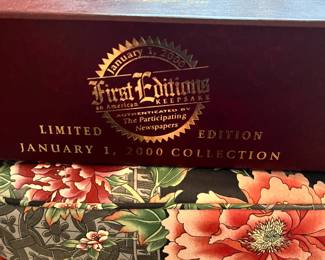 January 1, 2000
First Editions
an American KEEPSAKE
AUTHENTICATED BY
The Participating
Newspapers
LIMITED EDITION
JANUARY 1, 2000 COLLECTION